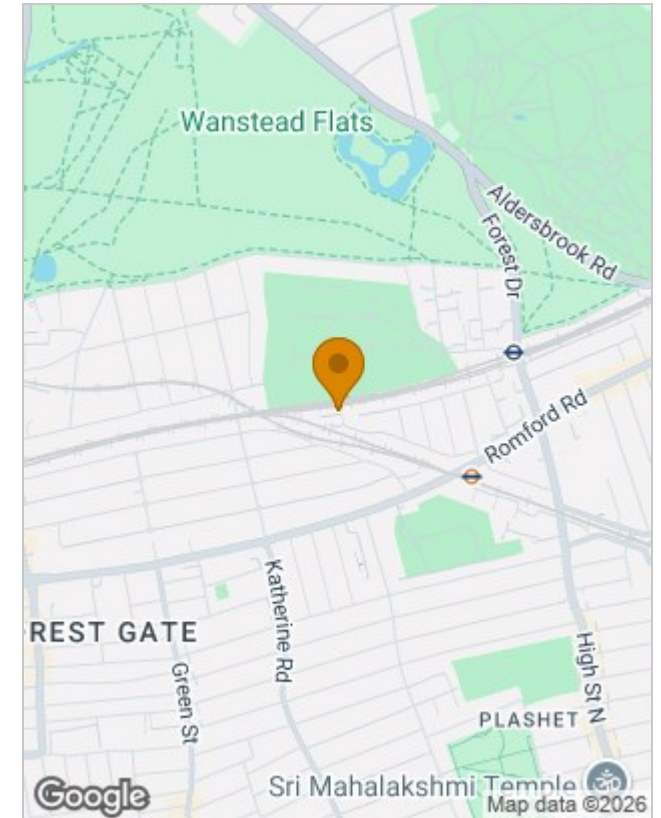 Wanstead Flats
Aldersbrook Rd
Forest Dr
Romford Rd
Katherine Rd
REST GATE
Green St
High St N
PLASHET
Sri Mahalakshmi Temple
Google
Map data ©2026